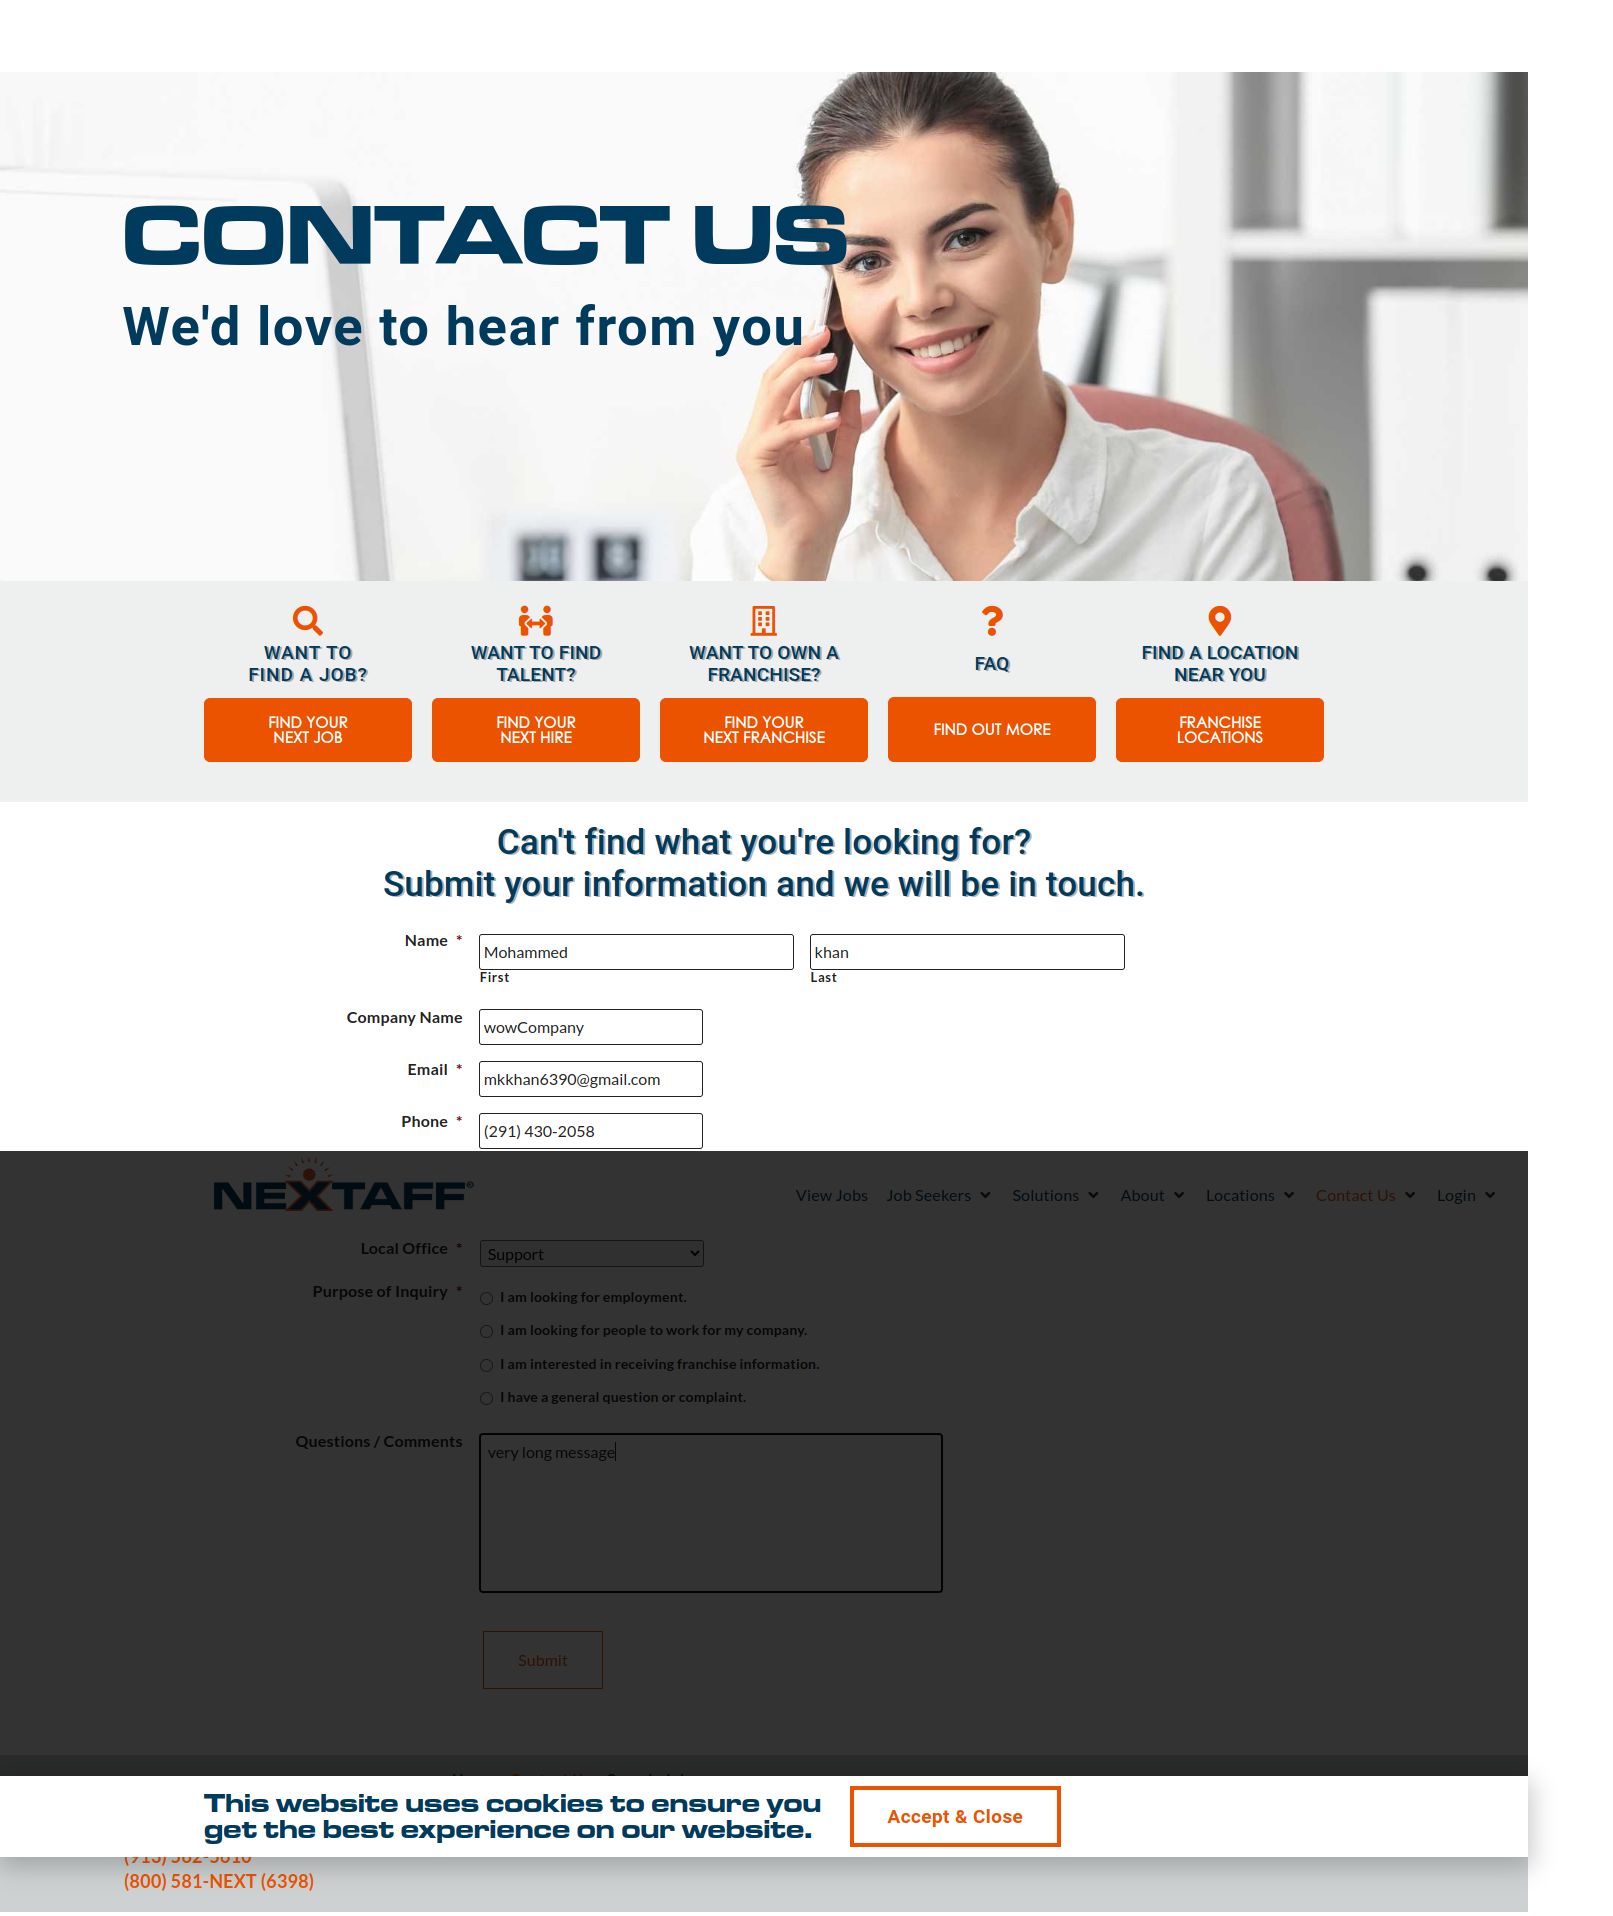 CONTACT US
We'd love to hear from you
WANT TO
FIND A JOB?
FIND YOUR
NEXT JOB
WANT TO FIND
TALENT?
FIND YOUR
NEXT HIRE
WANT TO OWN A
FRANCHISE?
FIND YOUR
NEXT FRANCHISE
FAQ
FIND OUT MORE
FIND A LOCATION
NEAR YOU
FRANCHISE
LOCATIONS
Can't find what you're looking for?
Submit your information and we will be in touch.
Name *
Mohammed
khan
First
Last
Company Name
wowCompany
Email *
mkkhan6390@gmail.com
Phone *
(291) 430-2058
NEXTAFF®
View Jobs
Job Seekers
Solutions
About
Locations
Contact Us
Login
Local Office *
Support
Purpose of Inquiry *
I am looking for employment.
I am looking for people to work for my company.
I am interested in receiving franchise information.
I have a general question or complaint.
Questions / Comments
very long message
Submit
This website uses cookies to ensure you
get the best experience on our website.
Accept & Close
(800) 581-NEXT (6398)